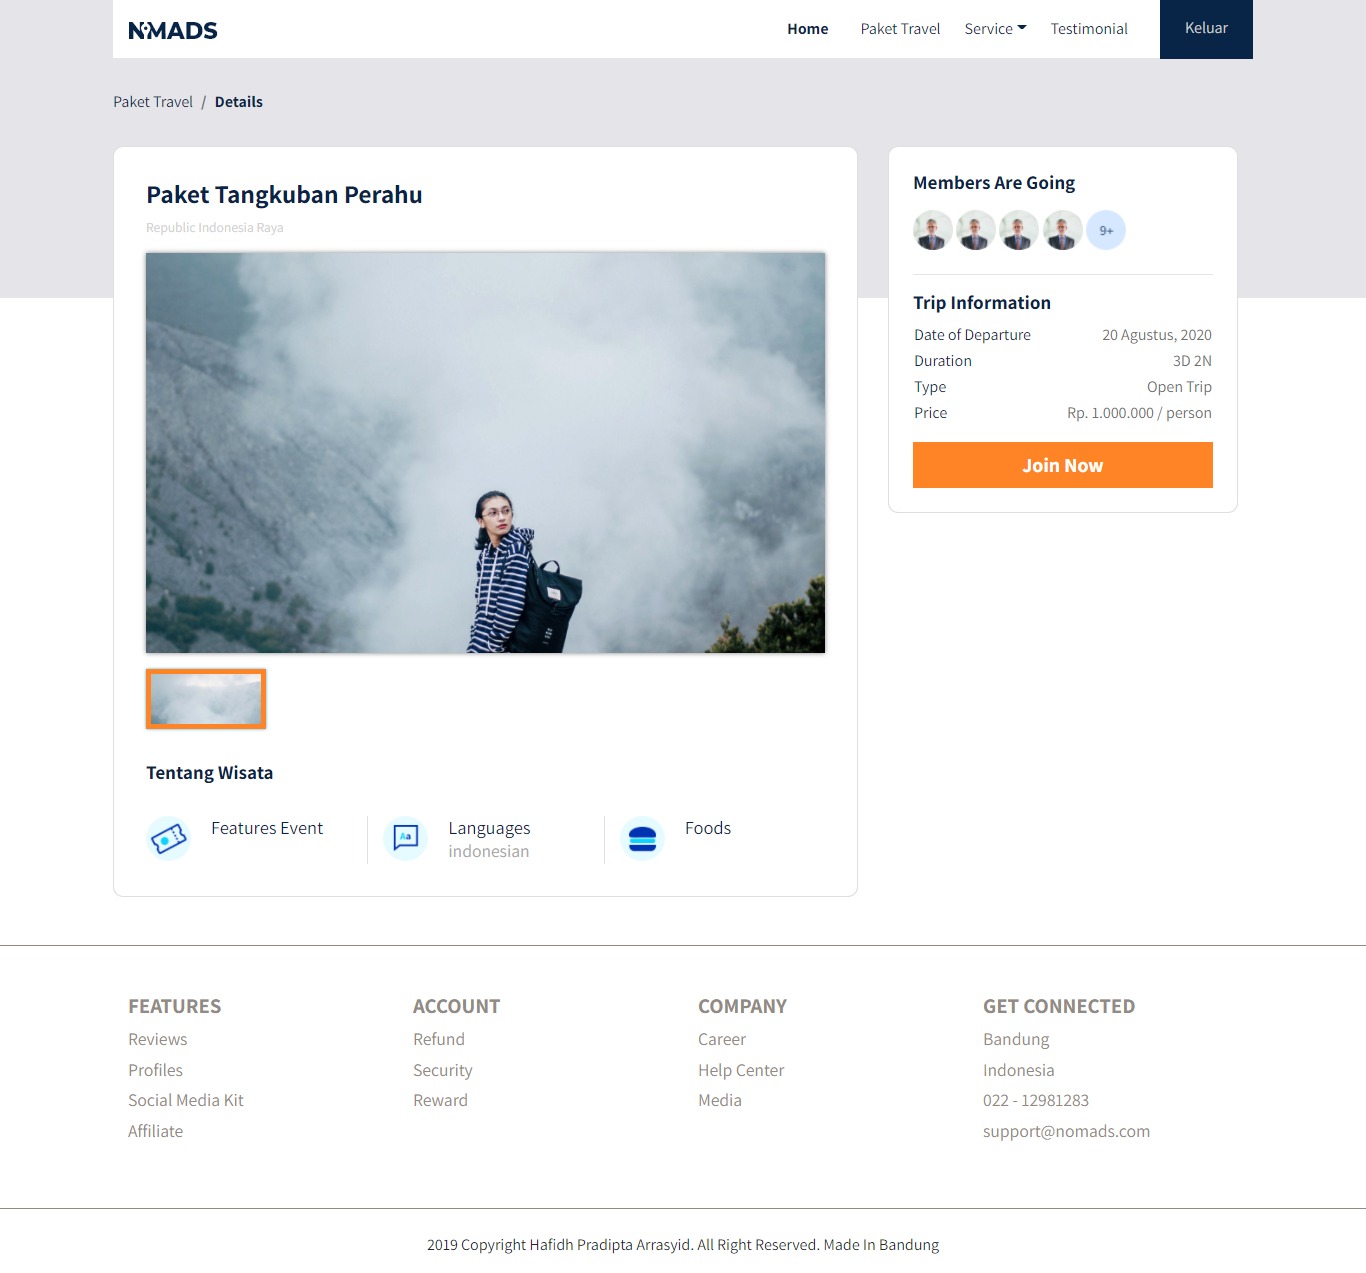 NOMADS
Home Paket Travel Service Testimonial Keluar
Paket Travel / Details
Paket Tangkuban Perahu
Republic Indonesia Raya
Tentang Wisata
Features Event
Aa
Languages
indonesian
Foods
Members Are Going
9+
Trip Information
Date of Departure 20 Agustus, 2020
Duration 3D 2N
Type Open Trip
Price Rp. 1.000.000 / person
Join Now
FEATURES
Reviews
Profiles
Social Media Kit
Affiliate
ACCOUNT
Refund
Security
Reward
COMPANY
Career
Help Center
Media
GET CONNECTED
Bandung
Indonesia
022 - 12981283
support@nomads.com
2019 Copyright Hafidh Pradipta Arrasyid. All Right Reserved. Made In Bandung